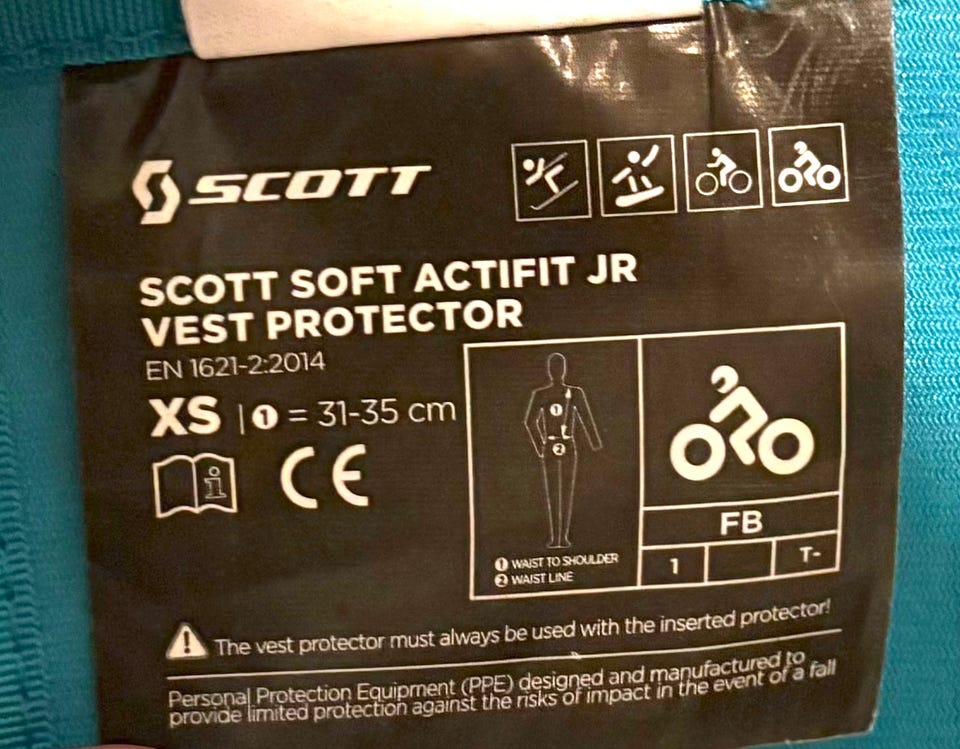 SCOTT
SCOTT SOFT ACTIFIT JR
VEST PROTECTOR
EN 1621-2:2014
XS | 1 = 31-35 cm
i CE
1
2
1 WAIST TO SHOULDER
2 WAIST LINE
FB
1 T-
! The vest protector must always be used with the inserted protector!
Personal Protection Equipment (PPE) designed and manufactured to
provide limited protection against the risks of impact in the event of a fall